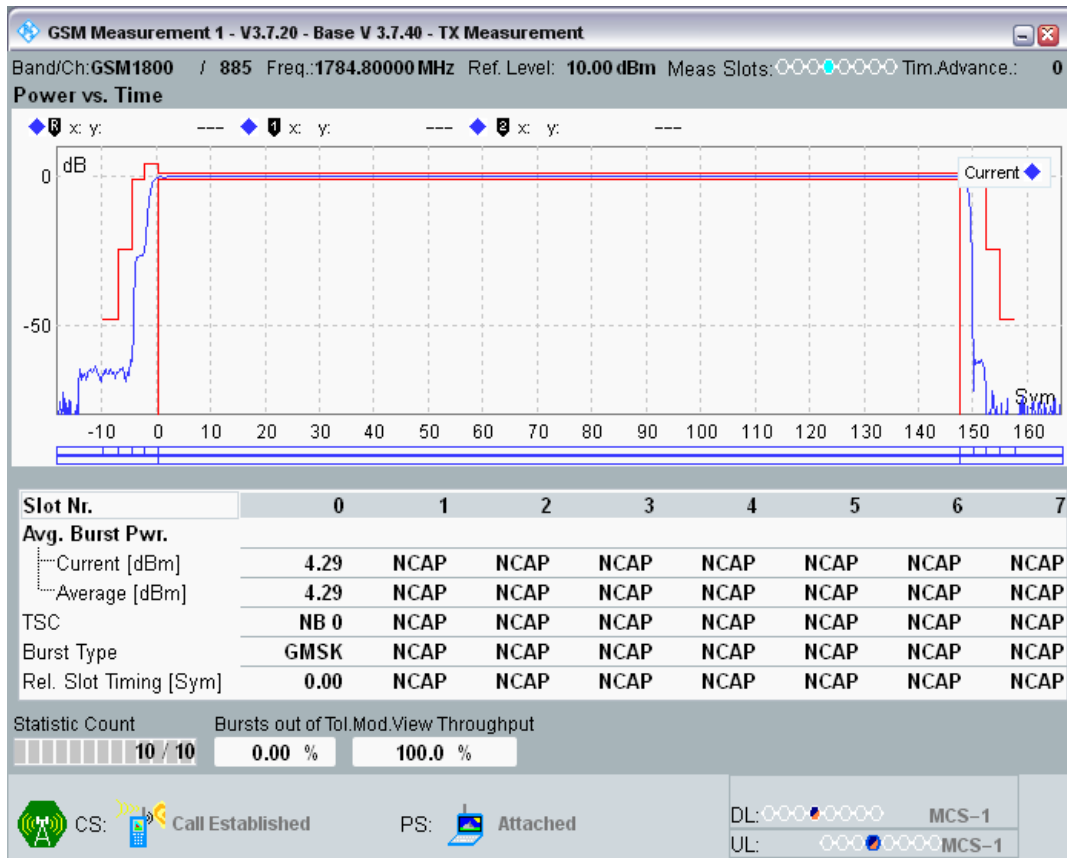 GSM Measurement 1 - V3.7.20 - Base V 3.7.40 - TX Measurement
Band/Ch:GSM1800 / 885 Freq.:1784.80000 MHz Ref. Level: 10.00 dBm Meas Slots: Tim.Advance.: 0
Power vs. Time
R x: y: --- 1 x: y: --- 2 x: y: ---
dB
0
Current
-50
Sym
-10 0 10 20 30 40 50 60 70 80 90 100 110 120 130 140 150 160
Slot Nr. 0 1 2 3 4 5 6 7
Avg. Burst Pwr.
Current [dBm] 4.29 NCAP NCAP NCAP NCAP NCAP NCAP NCAP
Average [dBm] 4.29 NCAP NCAP NCAP NCAP NCAP NCAP NCAP
TSC NB 0 NCAP NCAP NCAP NCAP NCAP NCAP NCAP
Burst Type GMSK NCAP NCAP NCAP NCAP NCAP NCAP NCAP
Rel. Slot Timing [Sym] 0.00 NCAP NCAP NCAP NCAP NCAP NCAP NCAP
Statistic Count Bursts out of Tol. Mod.View Throughput
10 / 10 0.00 % 100.0 %
CS: Call Established PS: Attached
DL: MCS-1
UL: MCS-1